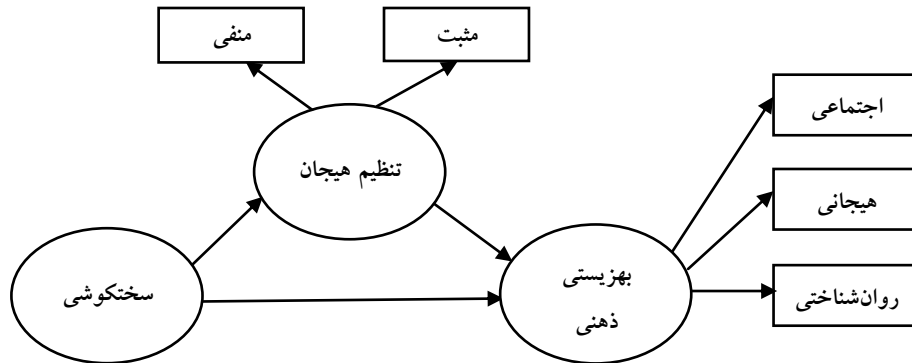 مثبت
منفی
اجتماعی
تنظیم هیجان
هیجانی
بهزیستی
ذهنی
سختکوشی
روان‌شناختی